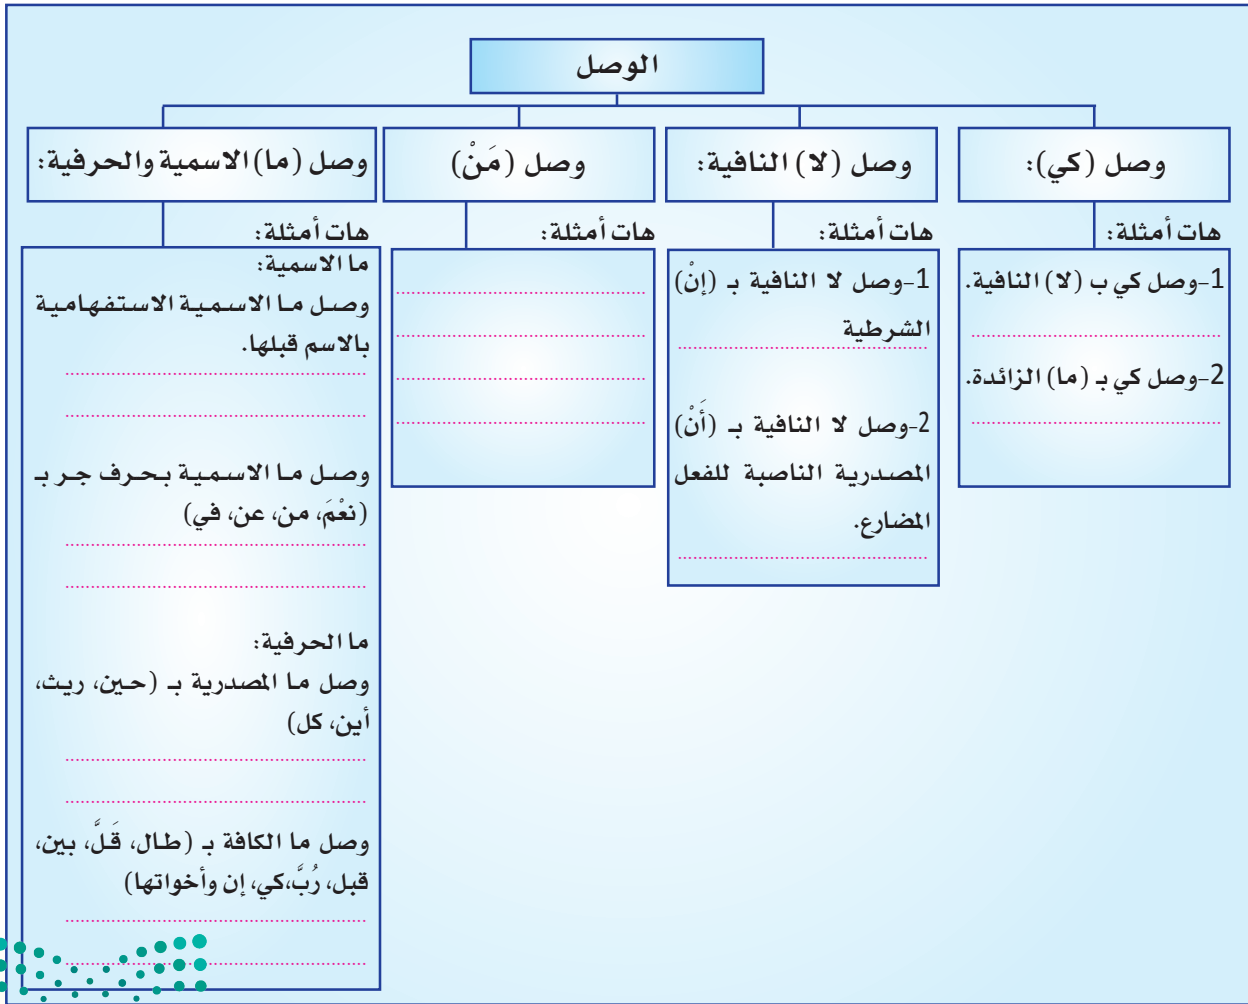 الوصل
وصل (كي):
وصل (لا) النافية:
وصل (مَنْ)
وصل (ما) الاسمية والحرفية:
هات أمثلة:
1-وصل كي ب (لا) النافية.
2-وصل كي بـ (ما) الزائدة.
هات أمثلة:
1-وصل لا النافية بـ (إنْ)
الشرطية
2-وصل لا النافية بـ (أَنْ)
المصدرية الناصبة للفعل
المضارع.
هات أمثلة:
هات أمثلة:
ما الاسمية:
وصل ما الاسمية الاستفهامية
بالاسم قبلها.
وصل ما الاسمية بحرف جر بـ
(نعْمَ، من، عن، في)
ما الحرفية:
وصل ما المصدرية بـ (حين، ريث،
أين، كل)
وصل ما الكافة بـ (طال، قَلَّ، بين،
قبل، رُبَّ،كي، إن وأخواتها)